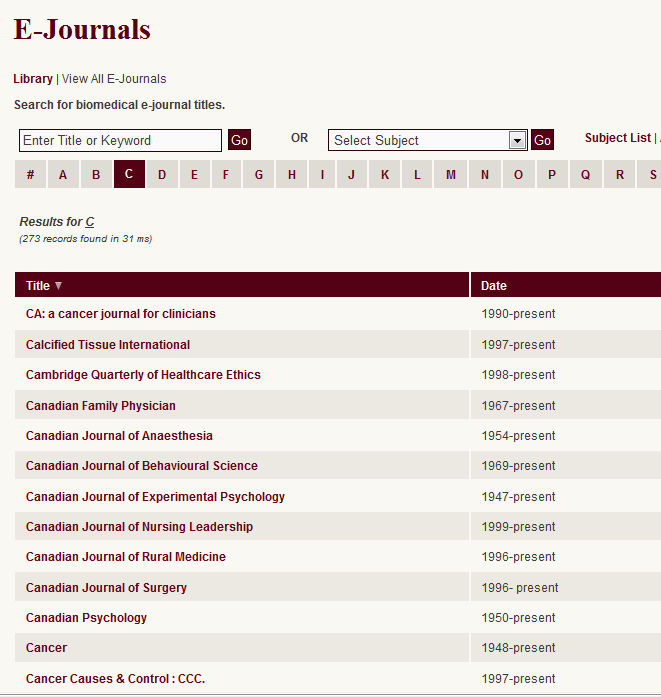 E-Journals
Library | View All E-Journals
Search for biomedical e-journal titles.
Enter Title or Keyword Go OR Select Subject Go Subject List |
# A B C D E F G H I J K L M N O P Q R S
Results for C
(273 records found in 31 ms)
Title ▼ Date
CA: a cancer journal for clinicians 1990-present
Calcified Tissue International 1997-present
Cambridge Quarterly of Healthcare Ethics 1998-present
Canadian Family Physician 1967-present
Canadian Journal of Anaesthesia 1954-present
Canadian Journal of Behavioural Science 1969-present
Canadian Journal of Experimental Psychology 1947-present
Canadian Journal of Nursing Leadership 1999-present
Canadian Journal of Rural Medicine 1996-present
Canadian Journal of Surgery 1996- present
Canadian Psychology 1950-present
Cancer 1948-present
Cancer Causes & Control : CCC. 1997-present